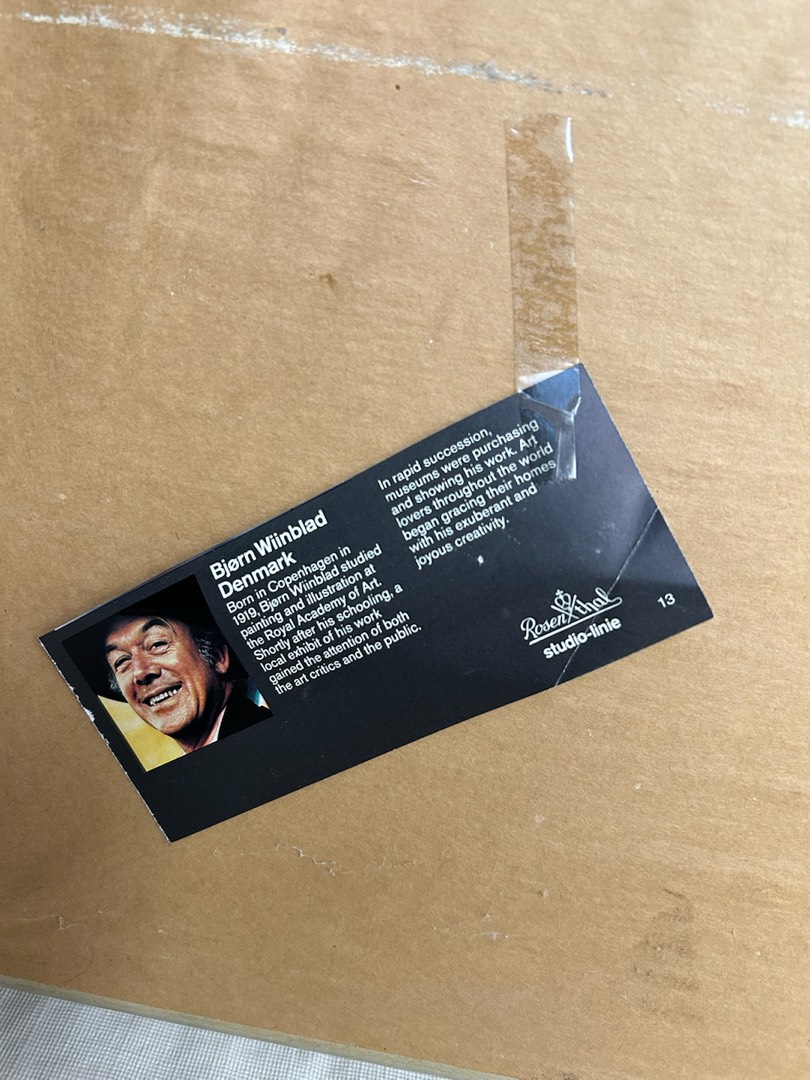 Bjørn Wiinblad
Denmark
Born in Copenhagen in
1919, Bjørn Wiinblad studied
painting and illustration at
the Royal Academy of Art.
Shortly after his schooling, a
local exhibit of his work
gained the attention of both
the art critics and the public.
In rapid succession,
museums were purchasing
and showing his work. Art
lovers throughout the world
began gracing their homes
with his exuberant and
joyous creativity.
Rosenthal
studio-linie
13